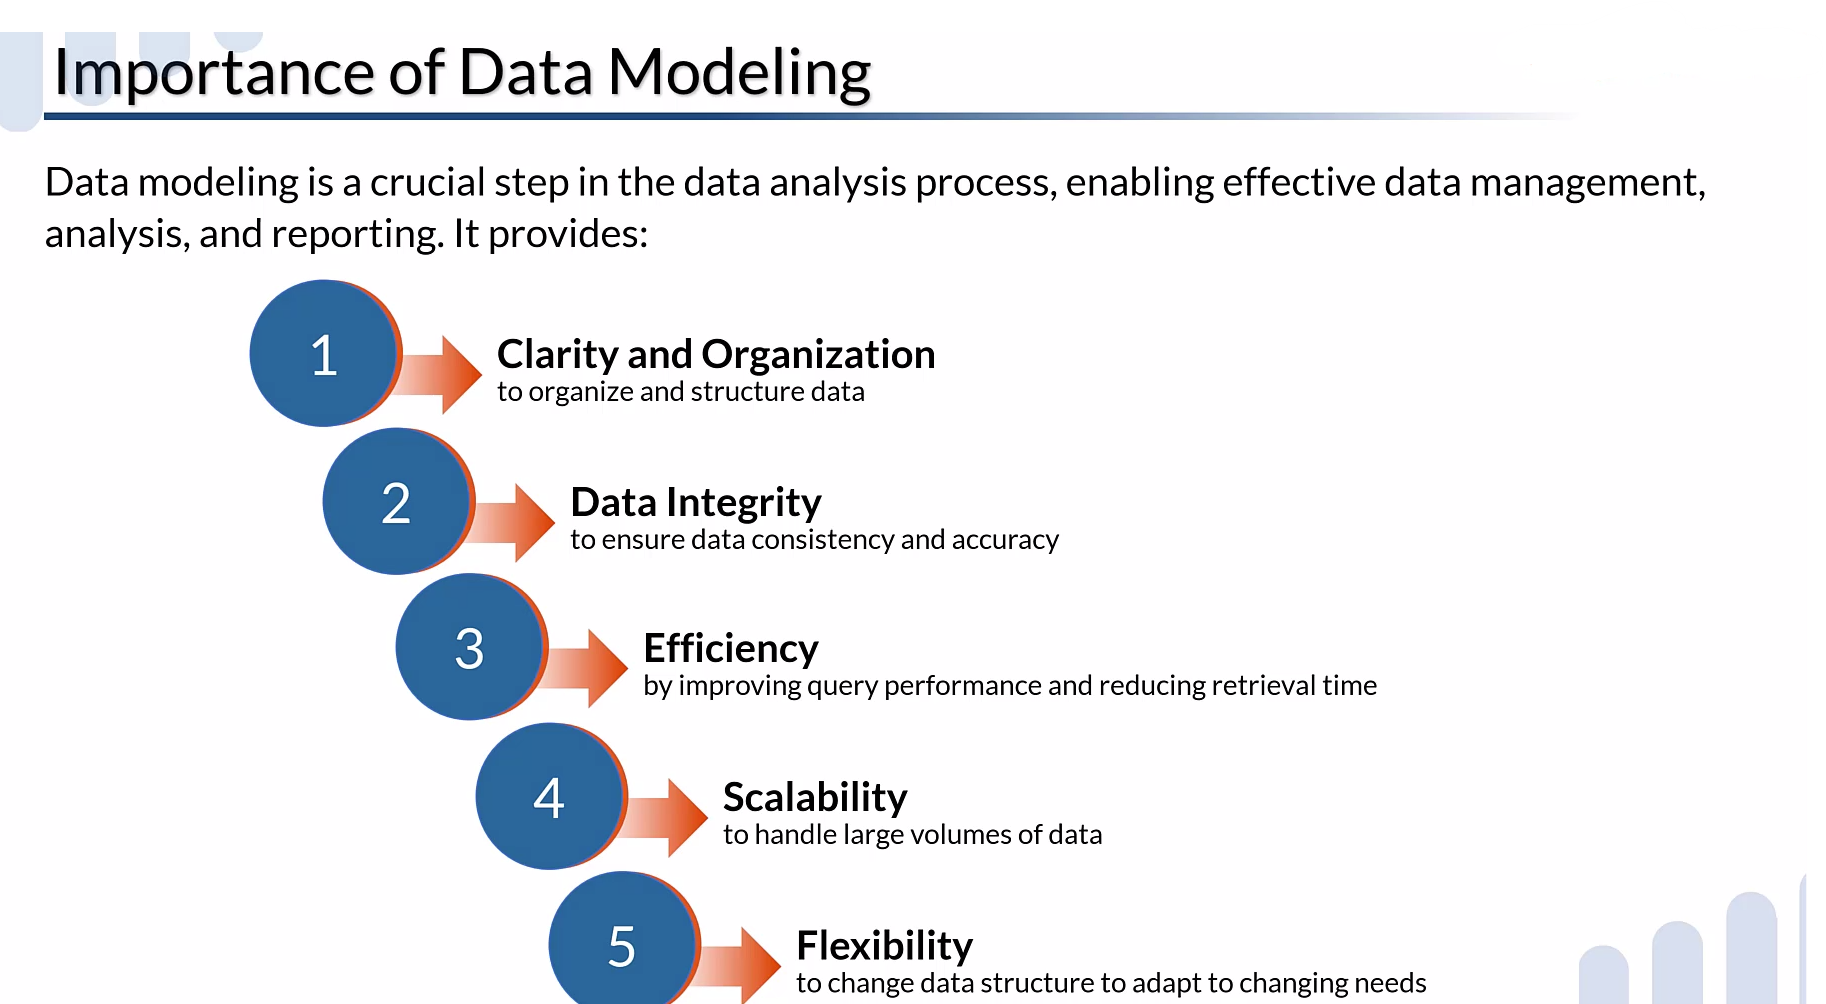 Importance of Data Modeling
Data modeling is a crucial step in the data analysis process, enabling effective data management,
analysis, and reporting. It provides:
1
Clarity and Organization
to organize and structure data
2
Data Integrity
to ensure data consistency and accuracy
3
Efficiency
by improving query performance and reducing retrieval time
4
Scalability
to handle large volumes of data
5
Flexibility
to change data structure to adapt to changing needs